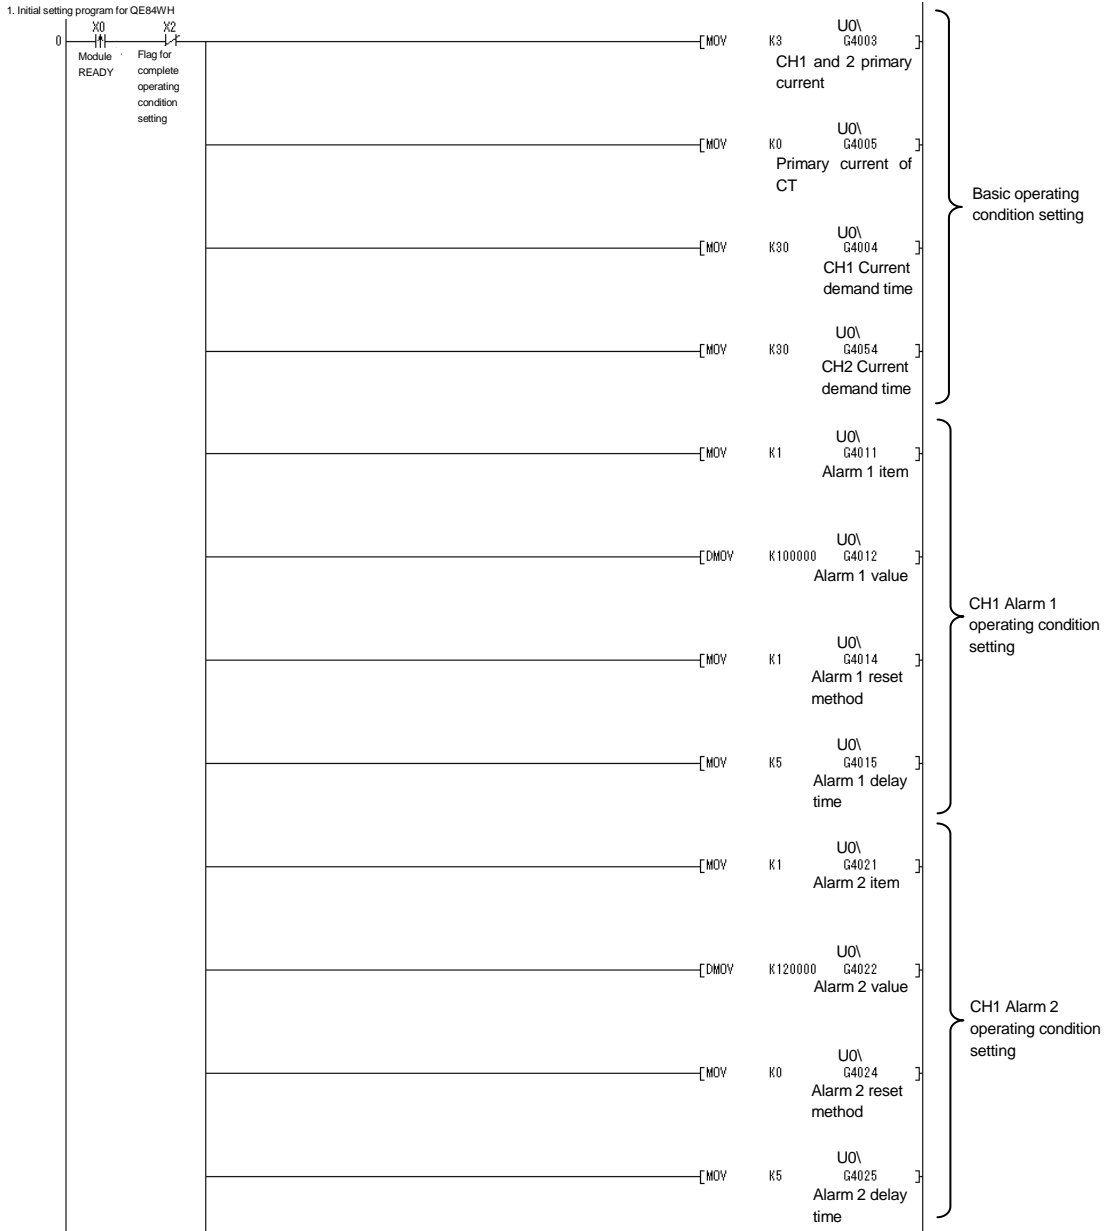 1. Initial setting program for QE84WH
X0 X2
0
Module
READY
Flag for
complete
operating
condition
setting
U0\
[MOV K3 G4003 ]
CH1 and 2 primary
current
U0\
[MOV K0 G4005 ]
Primary current of
CT
U0\
[MOV K30 G4004 ]
CH1 Current
demand time
U0\
[MOV K30 G4054 ]
CH2 Current
demand time
Basic operating
condition setting
U0\
[MOV K1 G4011 ]
Alarm 1 item
U0\
[DMOV K100000 G4012 ]
Alarm 1 value
U0\
[MOV K1 G4014 ]
Alarm 1 reset
method
U0\
[MOV K5 G4015 ]
Alarm 1 delay
time
CH1 Alarm 1
operating condition
setting
U0\
[MOV K1 G4021 ]
Alarm 2 item
U0\
[DMOV K120000 G4022 ]
Alarm 2 value
U0\
[MOV K0 G4024 ]
Alarm 2 reset
method
U0\
[MOV K5 G4025 ]
Alarm 2 delay
time
CH1 Alarm 2
operating condition
setting